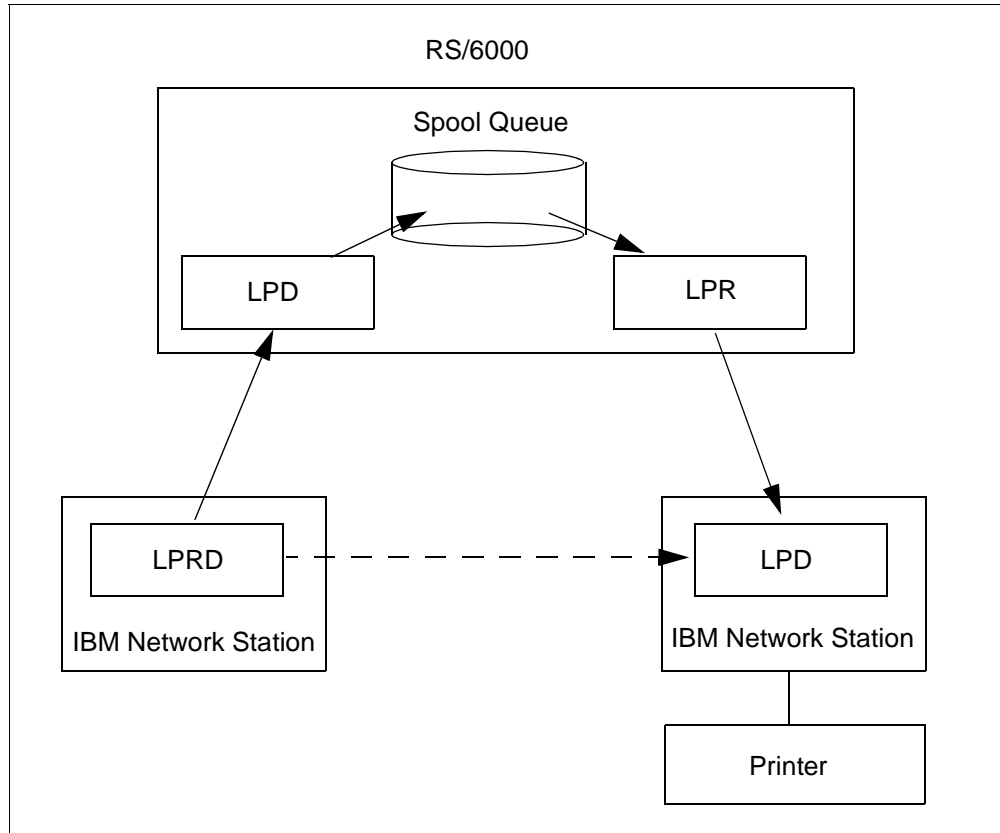 RS/6000
Spool Queue
LPD
LPR
LPRD
LPD
IBM Network Station
IBM Network Station
Printer